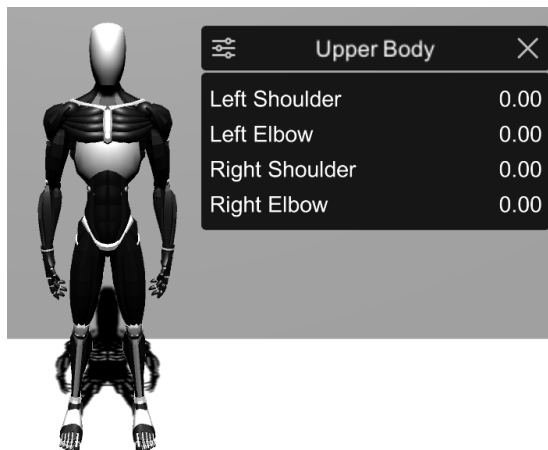 Upper Body
Left Shoulder 0.00
Left Elbow 0.00
Right Shoulder 0.00
Right Elbow 0.00